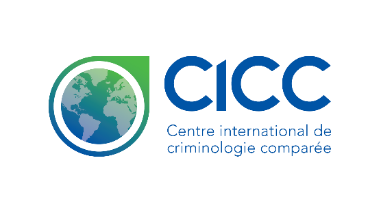 CICC
Centre international de
criminologie comparée